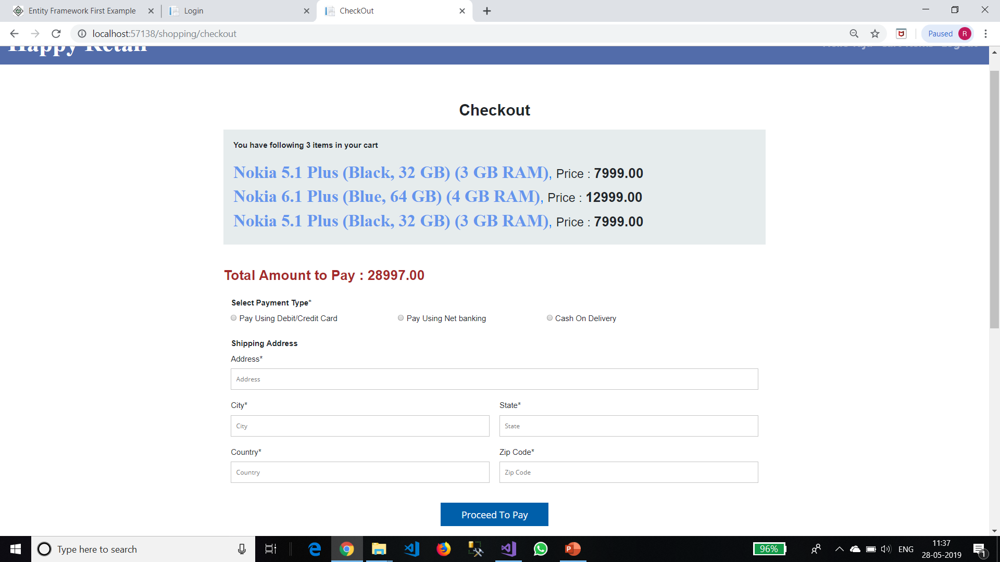 Entity Framework First Example
Login
CheckOut
localhost:57138/shopping/checkout
Paused R
Happy Retail
Checkout
You have following 3 items in your cart
Nokia 5.1 Plus (Black, 32 GB) (3 GB RAM), Price : 7999.00
Nokia 6.1 Plus (Blue, 64 GB) (4 GB RAM), Price : 12999.00
Nokia 5.1 Plus (Black, 32 GB) (3 GB RAM), Price : 7999.00
Total Amount to Pay : 28997.00
Select Payment Type*
Pay Using Debit/Credit Card Pay Using Net banking Cash On Delivery
Shipping Address
Address*
Address
City* State*
City State
Country* Zip Code*
Country Zip Code
Proceed To Pay
Type here to search
96%
ENG
11:37
28-05-2019
1